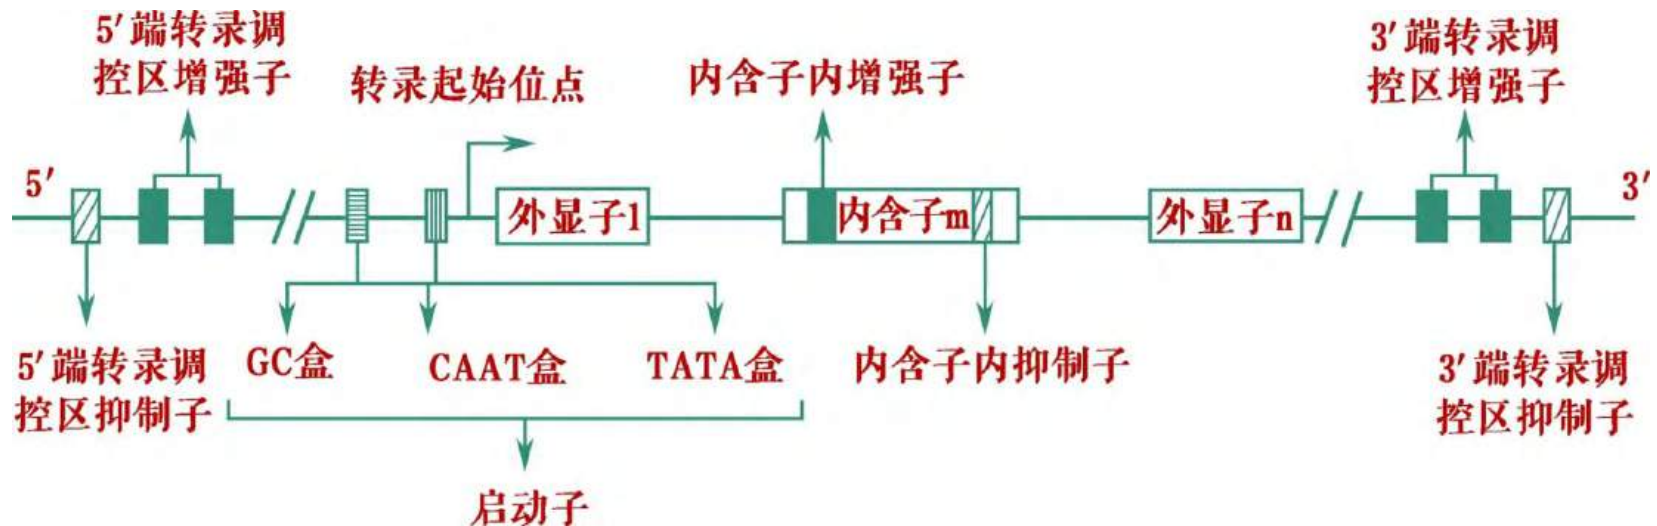 5′端转录调
控区增强子
转录起始位点
内含子内增强子
3′端转录调
控区增强子
5′
外显子1
内含子m
外显子n
3′
5′端转录调
控区抑制子
GC盒
CAAT盒
TATA盒
内含子内抑制子
3′端转录调
控区抑制子
启动子